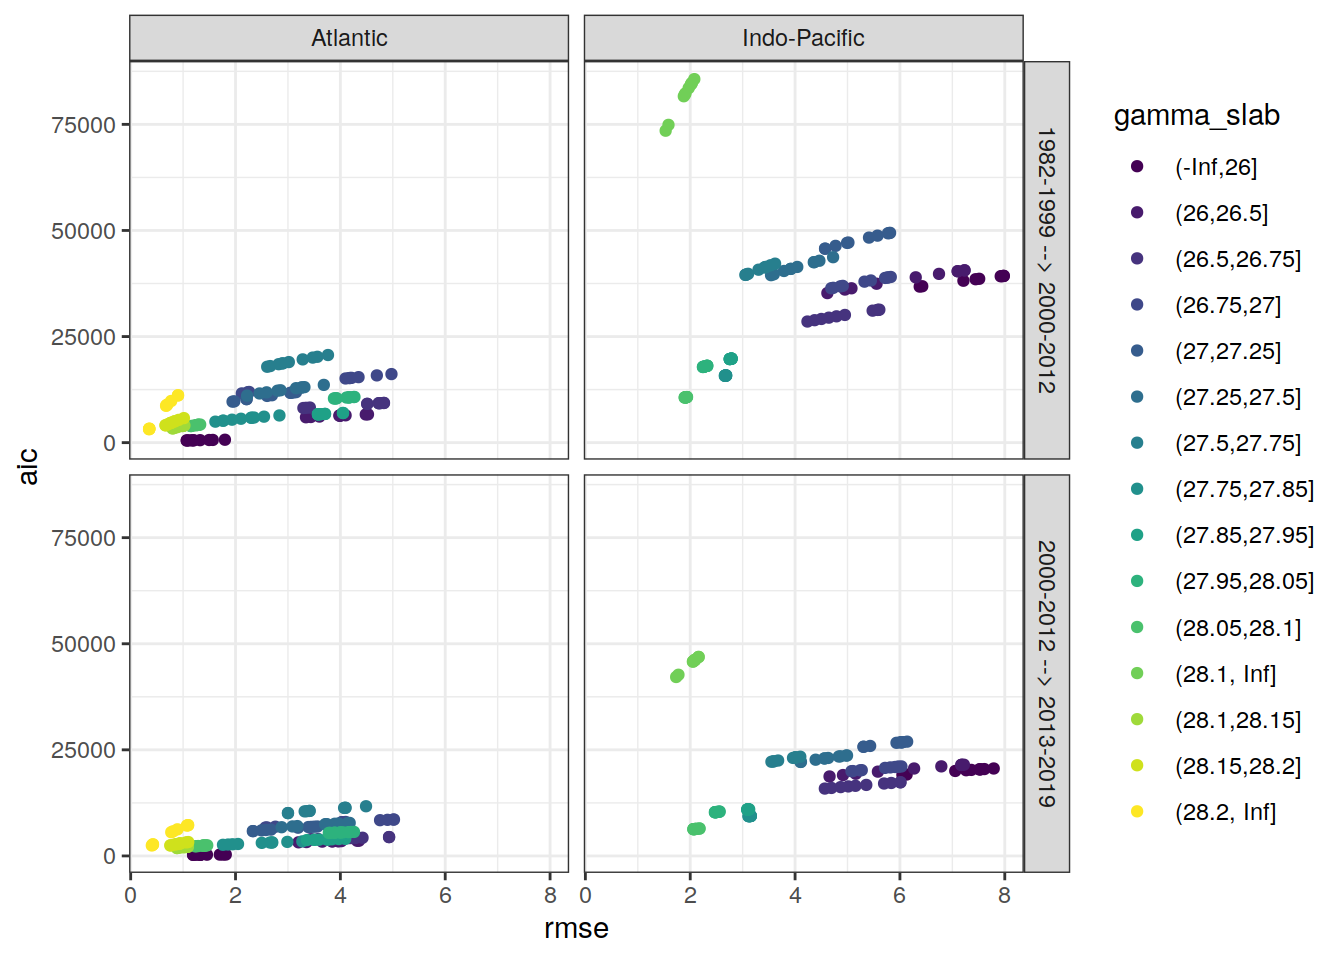 Atlantic
Indo-Pacific
75000
50000
25000
0
1982-1999 --> 2000-2012
75000
50000
25000
0
2000-2012 --> 2013-2019
0 2 4 6 8
0 2 4 6 8
rmse
aic
gamma_slab
(-Inf,26]
(26,26.5]
(26.5,26.75]
(26.75,27]
(27,27.25]
(27.25,27.5]
(27.5,27.75]
(27.75,27.85]
(27.85,27.95]
(27.95,28.05]
(28.05,28.1]
(28.1, Inf]
(28.1,28.15]
(28.15,28.2]
(28.2, Inf]